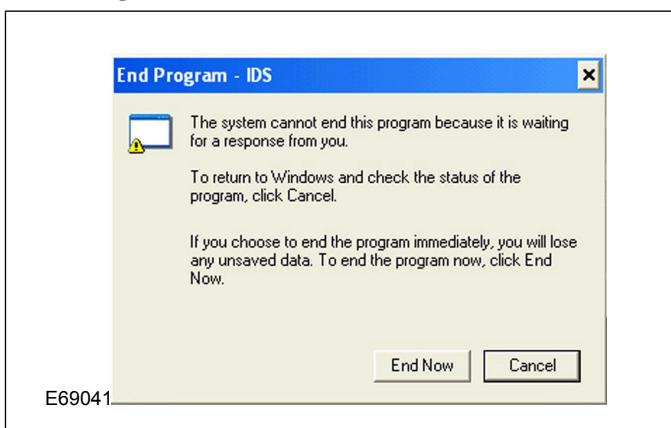 End Program - IDS
The system cannot end this program because it is waiting
for a response from you.
To return to Windows and check the status of the
program, click Cancel.
If you choose to end the program immediately, you will lose
any unsaved data. To end the program now, click End
Now.
End Now Cancel
E69041